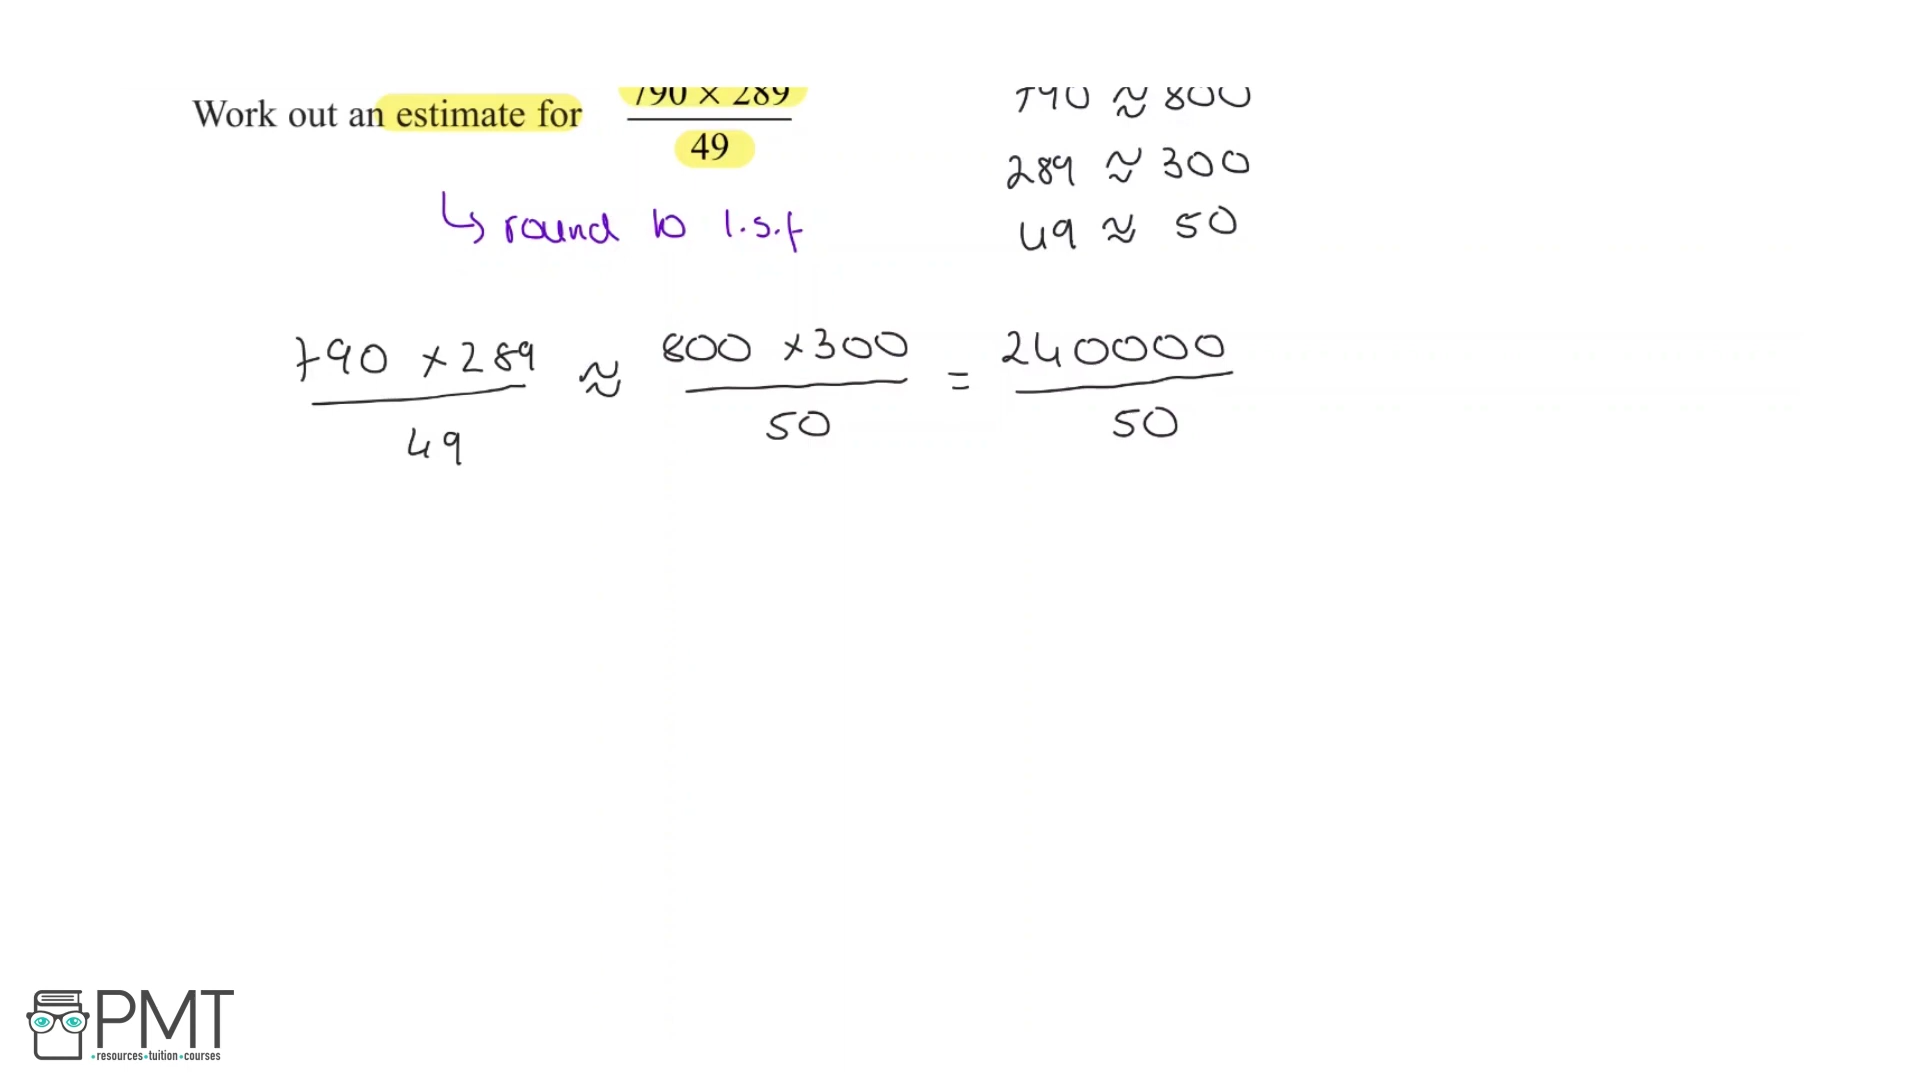 Work out an estimate for 790 × 289 / 49
790 ≈ 800
289 ≈ 300
49 ≈ 50
↳ round to 1.s.f
790 × 289 / 49 ≈ 800 × 300 / 50 = 240000 / 50
PMT
•resources•tuition•courses